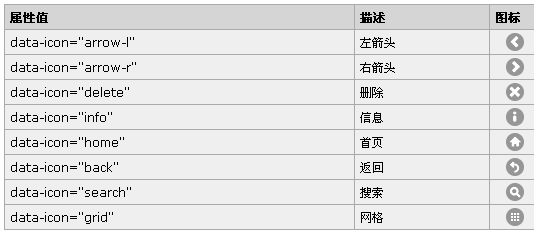 属性值 描述 图标
data-icon="arrow-l" 左箭头
data-icon="arrow-r" 右箭头
data-icon="delete" 删除
data-icon="info" 信息
data-icon="home" 首页
data-icon="back" 返回
data-icon="search" 搜索
data-icon="grid" 网格